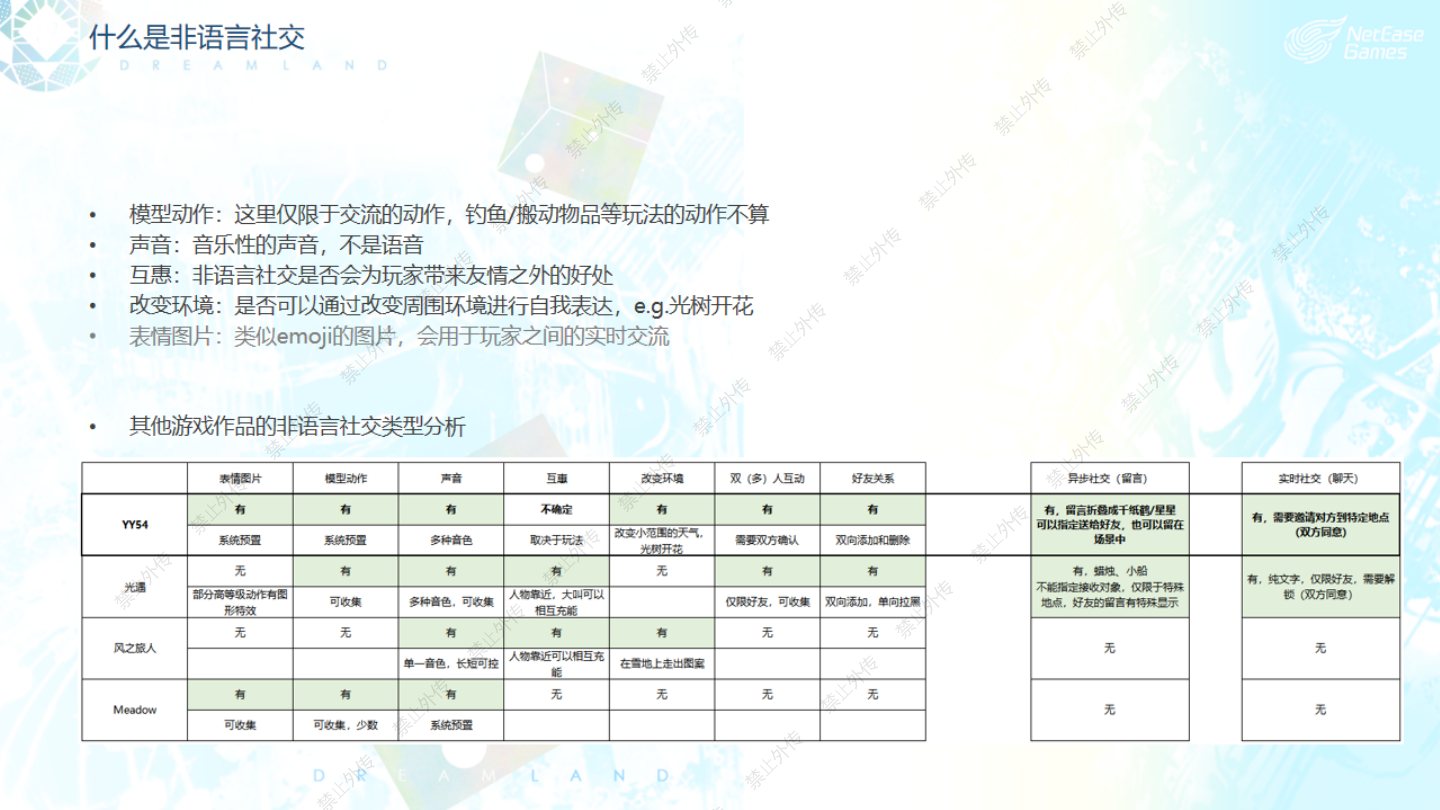 什么是非语言社交
DREAMLAND
NetEase
Games
• 模型动作：这里仅限于交流的动作，钓鱼/搬动物品等玩法的动作不算
• 声音：音乐性的声音，不是语音
• 互惠：非语言社交是否会为玩家带来友情之外的好处
• 改变环境：是否可以通过改变周围环境进行自我表达，e.g.光树开花
• 表情图片：类似emoji的图片，会用于玩家之间的实时交流
• 其他游戏作品的非语言社交类型分析
表情图片 模型动作 声音 互惠 改变环境 双（多）人互动 好友关系 异步社交（留言） 实时社交（聊天）
YY54
有 有 有 不确定 有 有 有
系统预置 系统预置 多种音色 取决于玩法 改变小范围的天气，
光树开花
需要双方确认 双向添加和删除
有，留言折叠成千纸鹤/星星
可以指定送给好友，也可以留在
场景中
有，需要邀请对方到特定地点
（双方同意）
光遇
无 有 有 有 无 有 有
部分高等级动作有图
形特效
可收集 多种音色，可收集 人物靠近，大叫可以
相互充能
仅限好友，可收集 双向添加，单向拉黑
有，蜡烛、小船
不能指定接收对象，仅限于特殊
地点，好友的留言有特殊显示
有，纯文字，仅限好友，需要解
锁（双方同意）
风之旅人
无 无 有 有 有 无 无
单一音色，长短可控 人物靠近可以相互充
能
在雪地上走出图案
无 无
Meadow
有 有 有 无 无 无 无
可收集 可收集，少数 系统预置
无 无
DREAMLAND
禁止外传